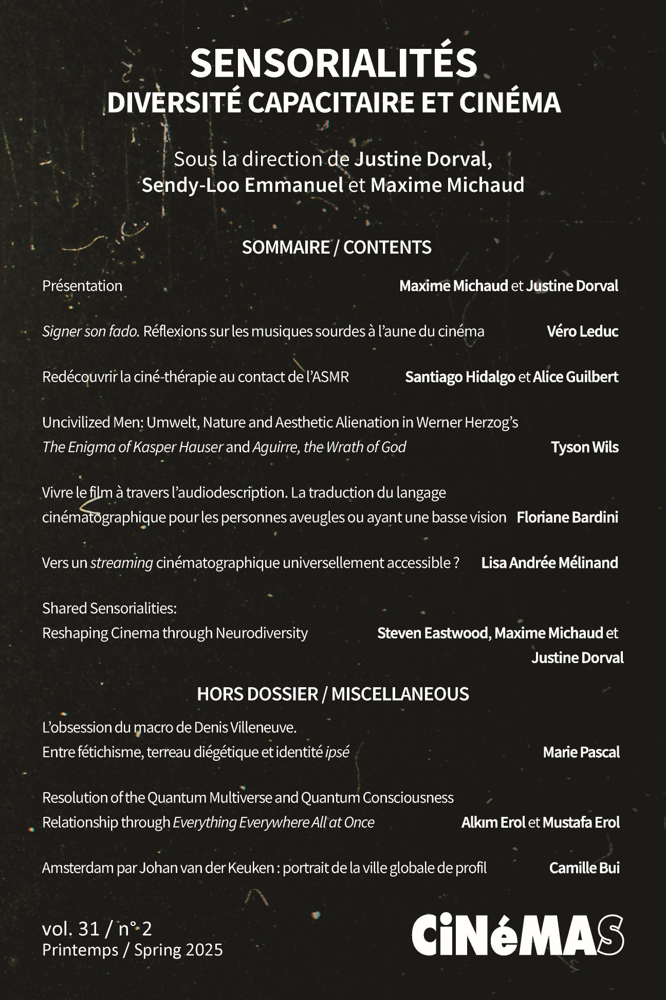 SENSORIALITÉS
DIVERSITÉ CAPACITAIRE ET CINÉMA
Sous la direction de Justine Dorval,
Sendy-Loo Emmanuel et Maxime Michaud
SOMMAIRE / CONTENTS
Présentation Maxime Michaud et Justine Dorval
Signer son fado. Réflexions sur les musiques sourdes à l’aune du cinéma Véro Leduc
Redécouvrir la ciné-thérapie au contact de l’ASMR Santiago Hidalgo et Alice Guilbert
Uncivilized Men: Umwelt, Nature and Aesthetic Alienation in Werner Herzog’s
The Enigma of Kasper Hauser and Aguirre, the Wrath of God Tyson Wils
Vivre le film à travers l’audiodescription. La traduction du langage
cinématographique pour les personnes aveugles ou ayant une basse vision Floriane Bardini
Vers un streaming cinématographique universellement accessible ? Lisa Andrée Mélinand
Shared Sensorialities:
Reshaping Cinema through Neurodiversity Steven Eastwood, Maxime Michaud et
Justine Dorval
HORS DOSSIER / MISCELLANEOUS
L’obsession du macro de Denis Villeneuve.
Entre fétichisme, terreau diégétique et identité ipsé Marie Pascal
Resolution of the Quantum Multiverse and Quantum Consciousness
Relationship through Everything Everywhere All at Once Alkım Erol et Mustafa Erol
Amsterdam par Johan van der Keuken : portrait de la ville globale de profil Camille Bui
vol. 31 / n° 2
Printemps / Spring 2025
CiNéMAS